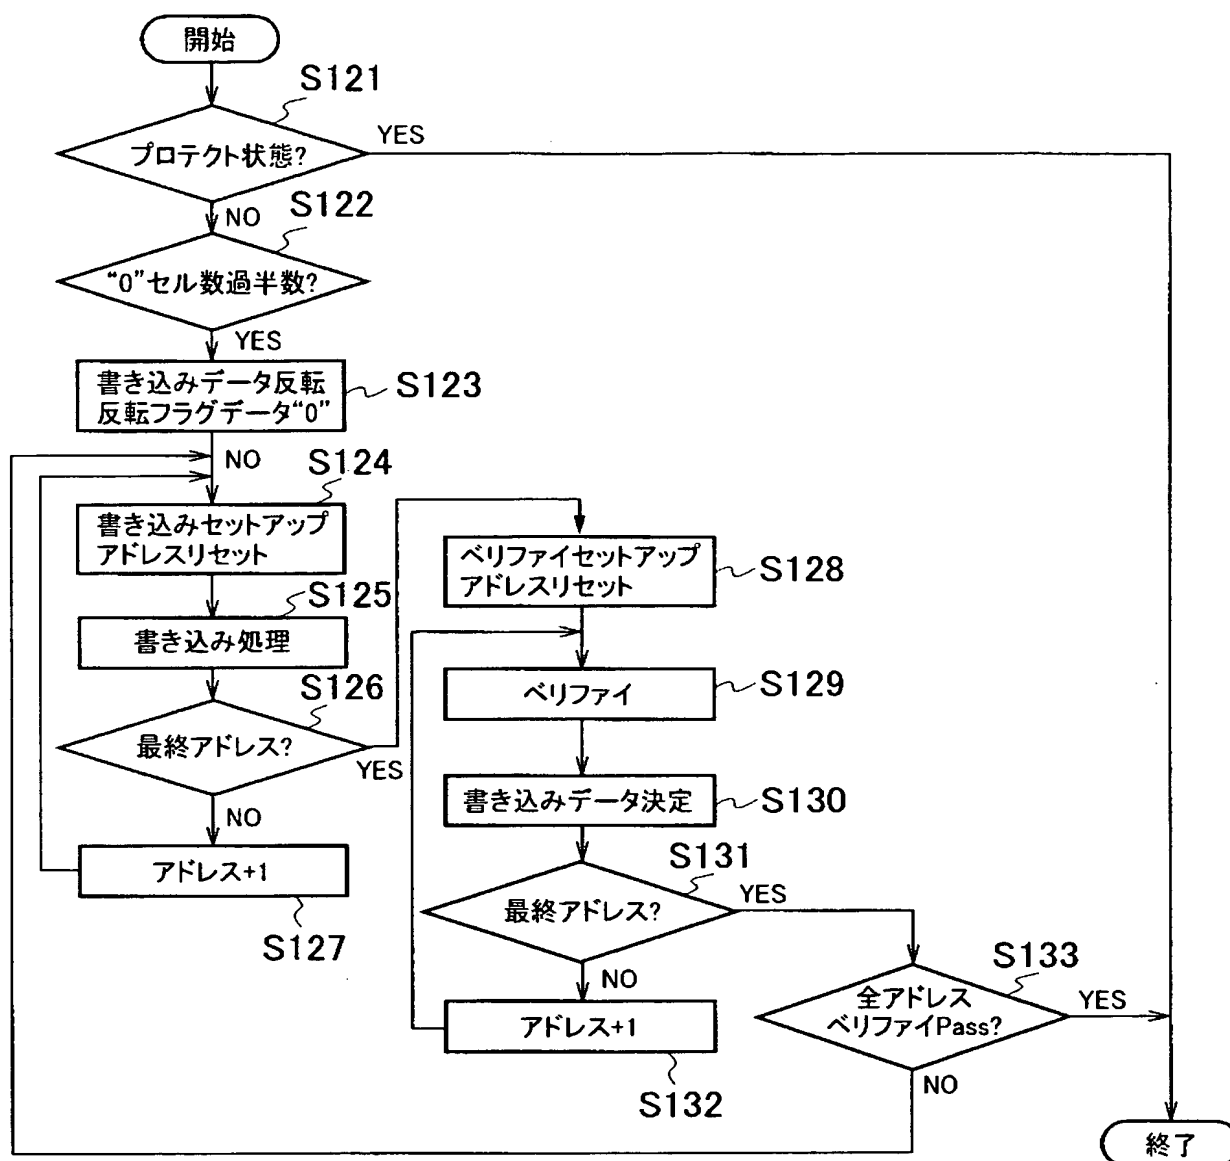 開始
S121
プロテクト状態?
YES
NO
S122
“0”セル数過半数?
YES
書き込みデータ反転
反転フラグデータ“0”
S123
NO
S124
書き込みセットアップ
アドレスリセット
S125
書き込み処理
S126
最終アドレス?
YES
NO
アドレス+1
S127
ベリファイセットアップ
アドレスリセット
S128
ベリファイ
S129
書き込みデータ決定
S130
S131
最終アドレス?
YES
NO
アドレス+1
S132
S133
全アドレス
ベリファイPass?
YES
NO
終了